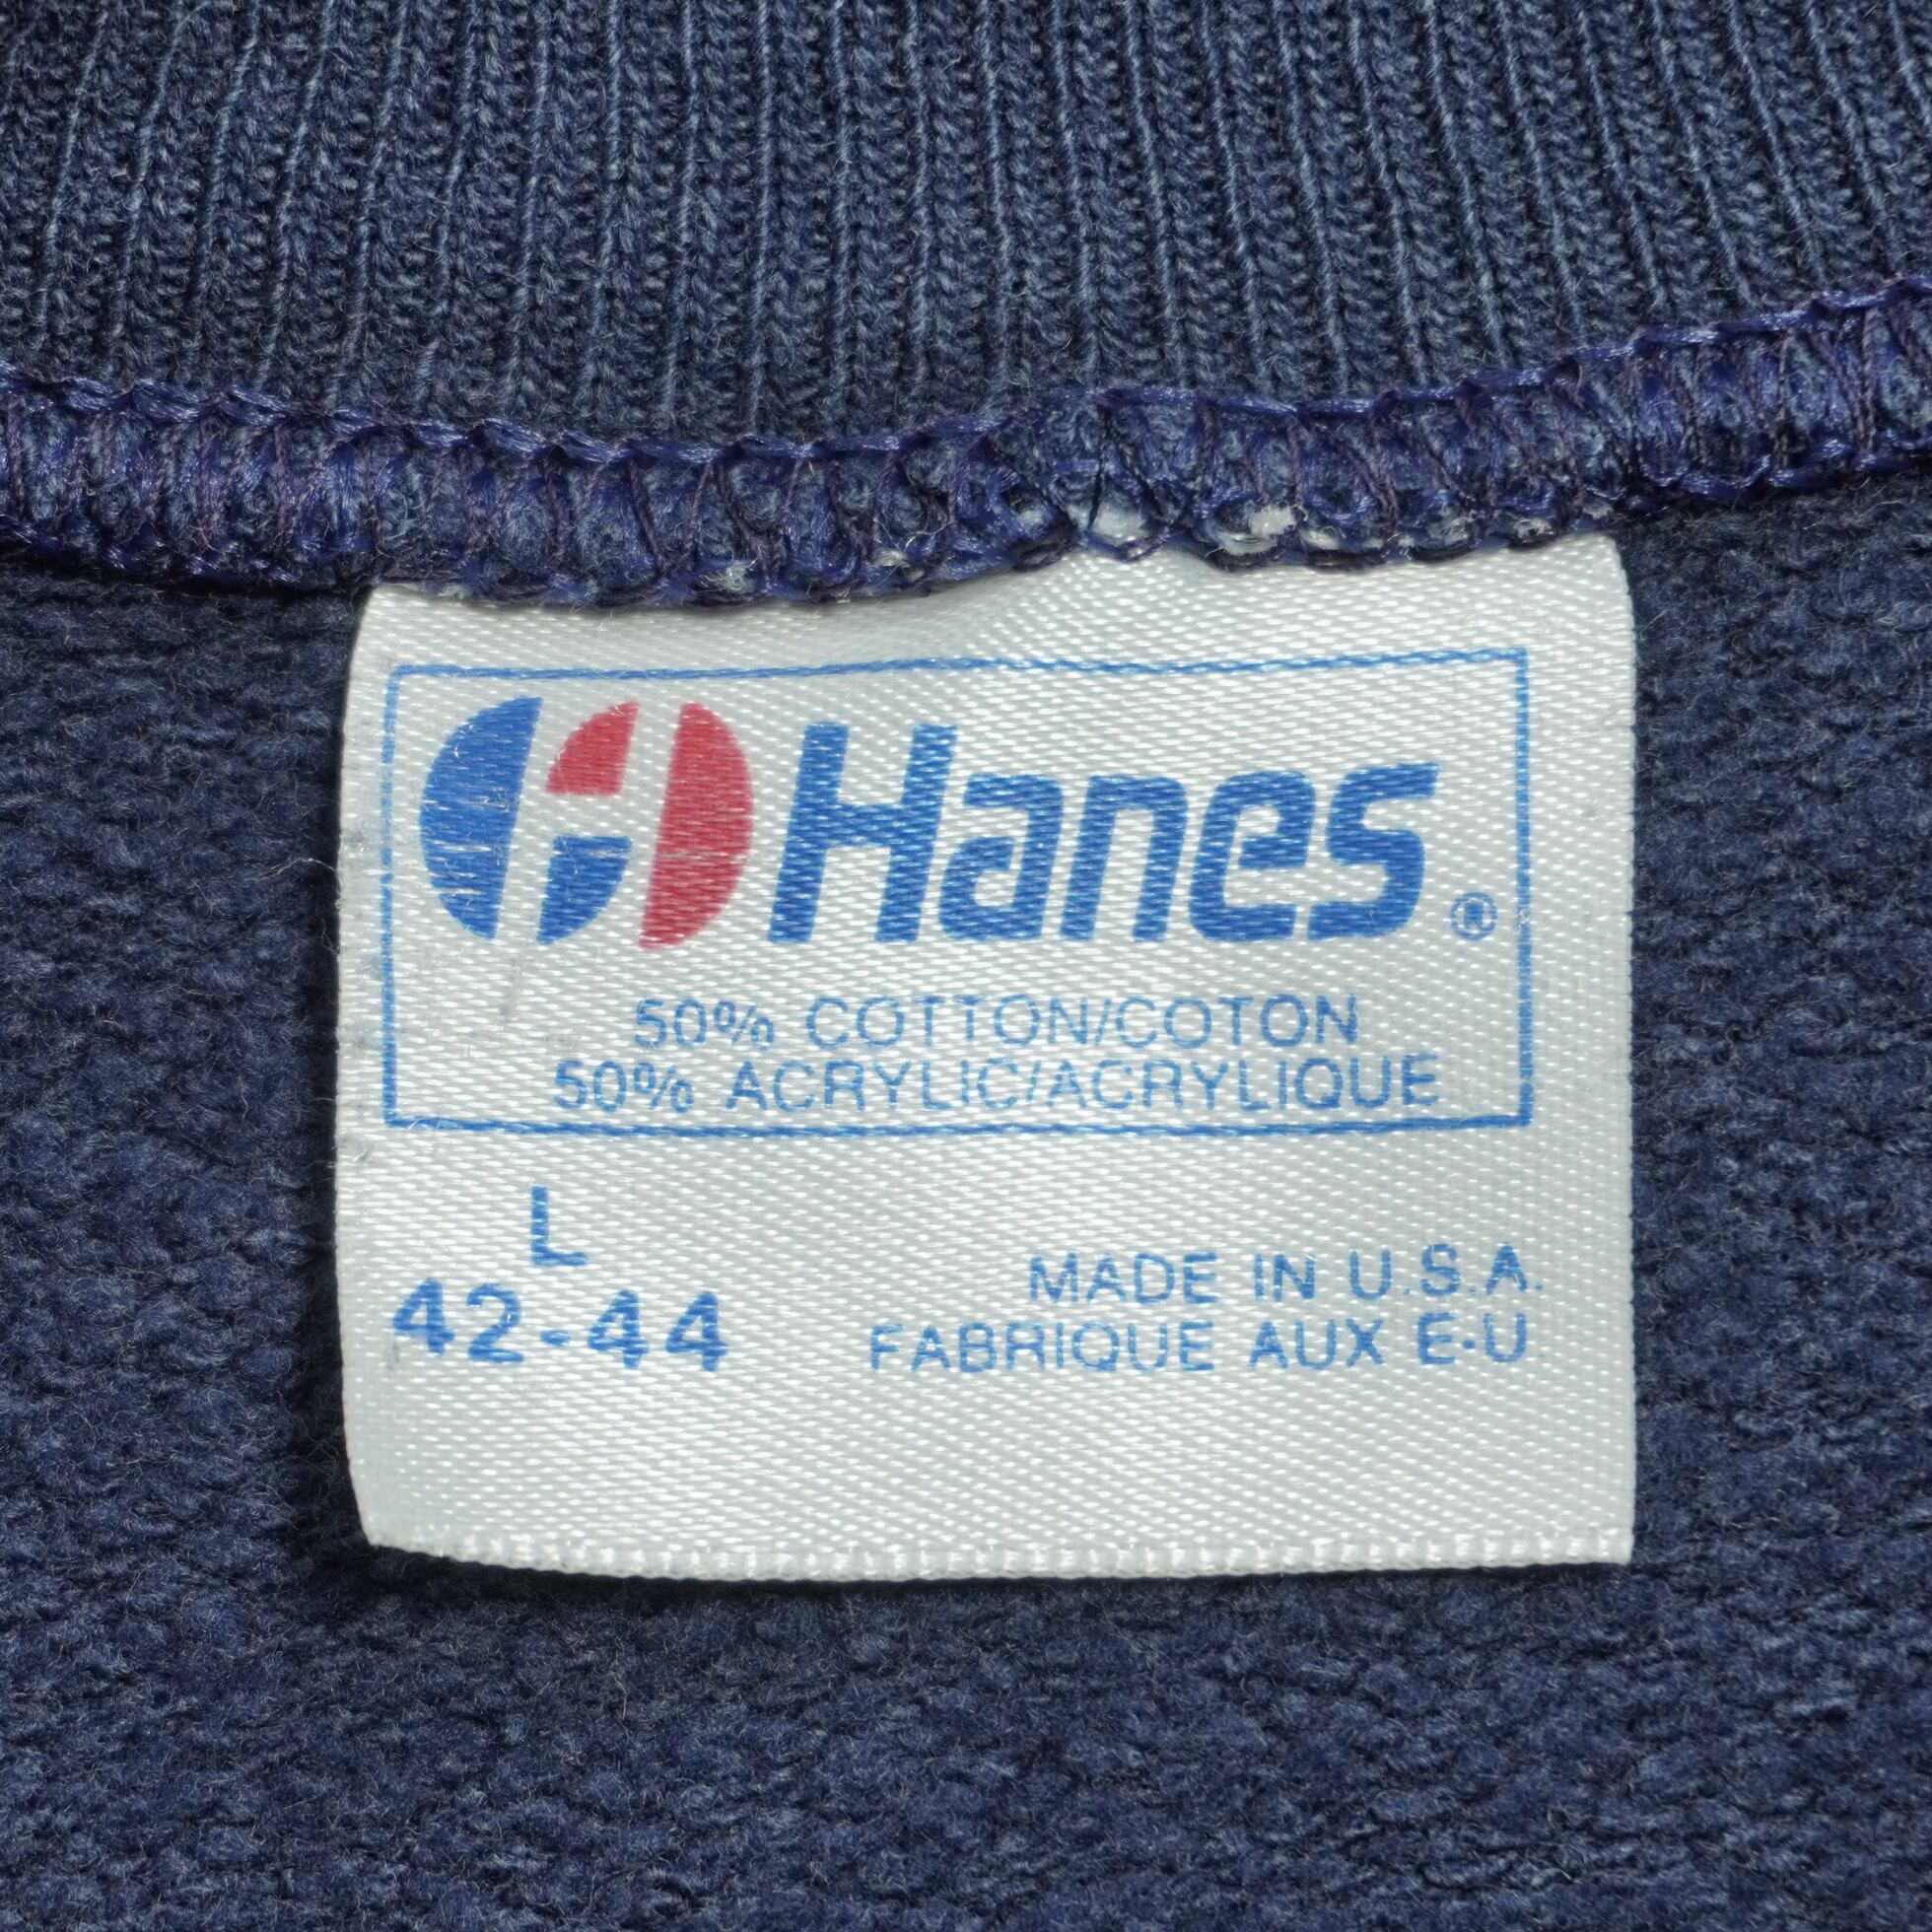 Hanes®
50% COTTON/COTON
50% ACRYLIC/ACRYLIQUE
L
42-44
MADE IN U.S.A.
FABRIQUE AUX E-U